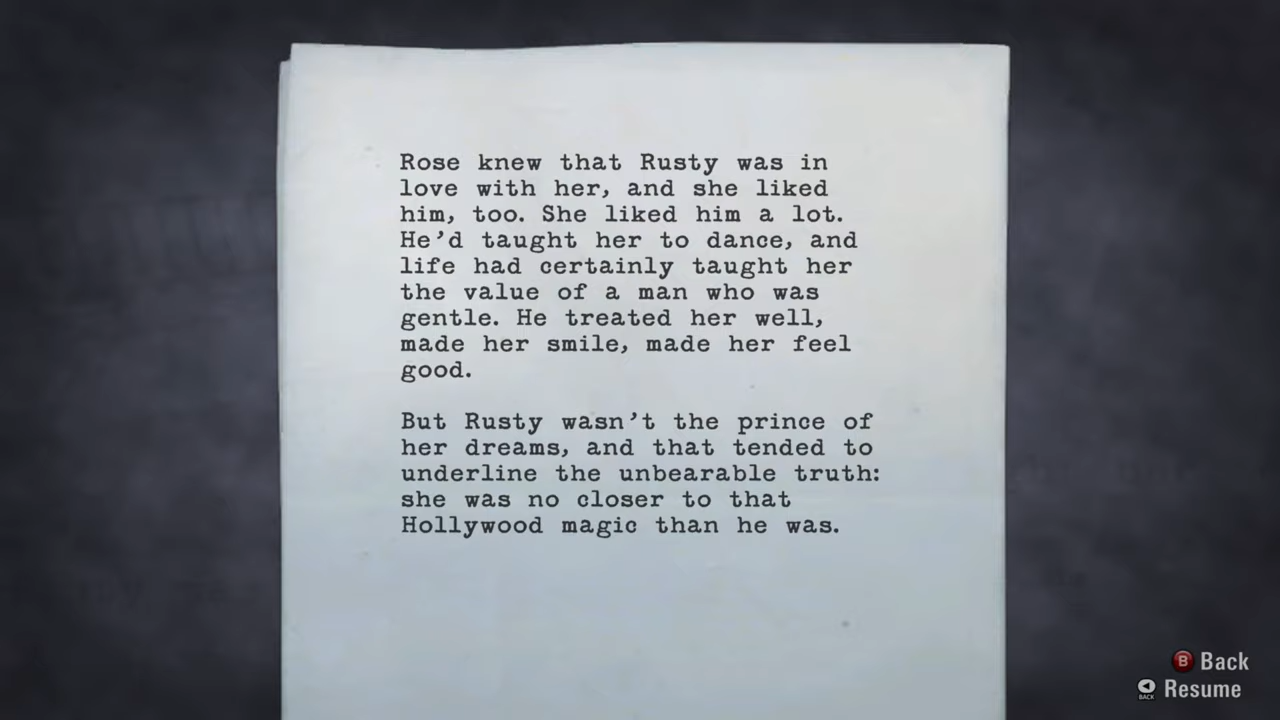 Rose knew that Rusty was in
love with her, and she liked
him, too. She liked him a lot.
He'd taught her to dance, and
life had certainly taught her
the value of a man who was
gentle. He treated her well,
made her smile, made her feel
good.
But Rusty wasn't the prince of
her dreams, and that tended to
underline the unbearable truth:
she was no closer to that
Hollywood magic than he was.
B Back
BACK Resume